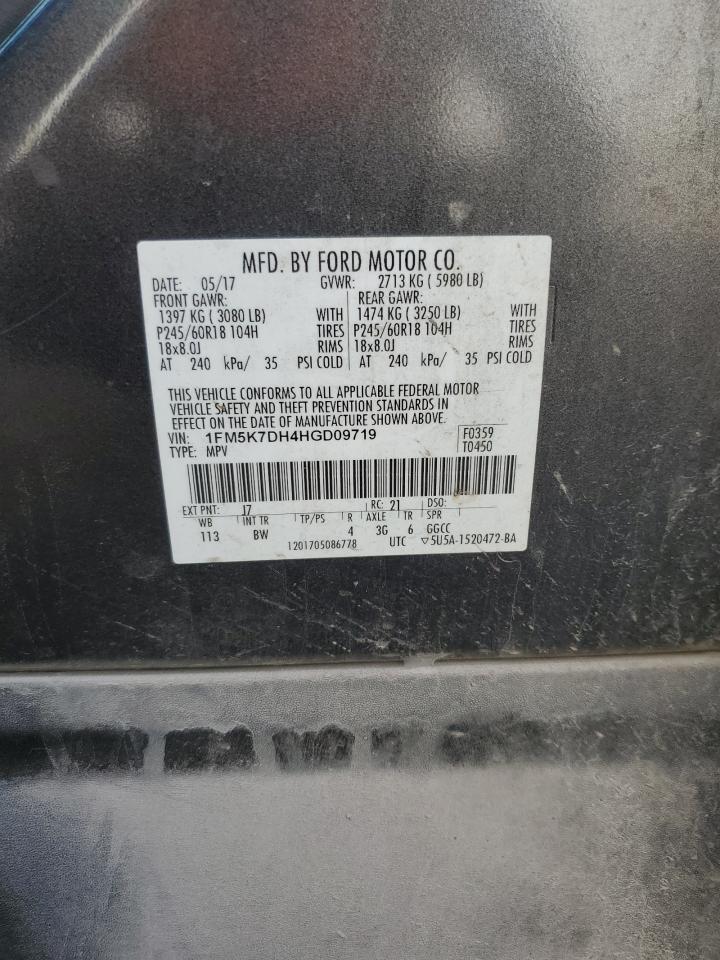 MFD. BY FORD MOTOR CO.
DATE: 05/17 GVWR: 2713 KG ( 5980 LB)
FRONT GAWR: REAR GAWR:
1397 KG ( 3080 LB) WITH 1474 KG ( 3250 LB) WITH
P245/60R18 104H TIRES P245/60R18 104H TIRES
18x8.0J RIMS 18x8.0J RIMS
AT 240 kPa/ 35 PSI COLD AT 240 kPa/ 35 PSI COLD
THIS VEHICLE CONFORMS TO ALL APPLICABLE FEDERAL MOTOR
VEHICLE SAFETY AND THEFT PREVENTION STANDARDS IN
EFFECT ON THE DATE OF MANUFACTURE SHOWN ABOVE.
VIN: 1FM5K7DH4HGD09719 F0359
TYPE: MPV T0450
EXT PNT: J7 RC: 21 DSO:
WB INT TR TP/PS R AXLE TR SPR
113 BW 4 3G 6 GGCC
1201705086778 UTC ▽5U5A-1520472-BA